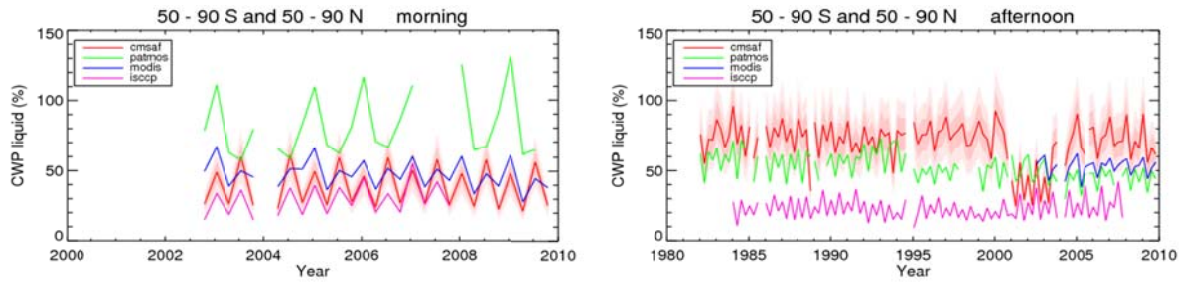 50 - 90 S and 50 - 90 N morning
150
100
50
0
CWP liquid (%)
cmsaf
patmos
modis
isccp
2000 2002 2004 2006 2008 2010
Year
50 - 90 S and 50 - 90 N afternoon
150
100
50
0
CWP liquid (%)
cmsaf
patmos
modis
isccp
1980 1985 1990 1995 2000 2005 2010
Year